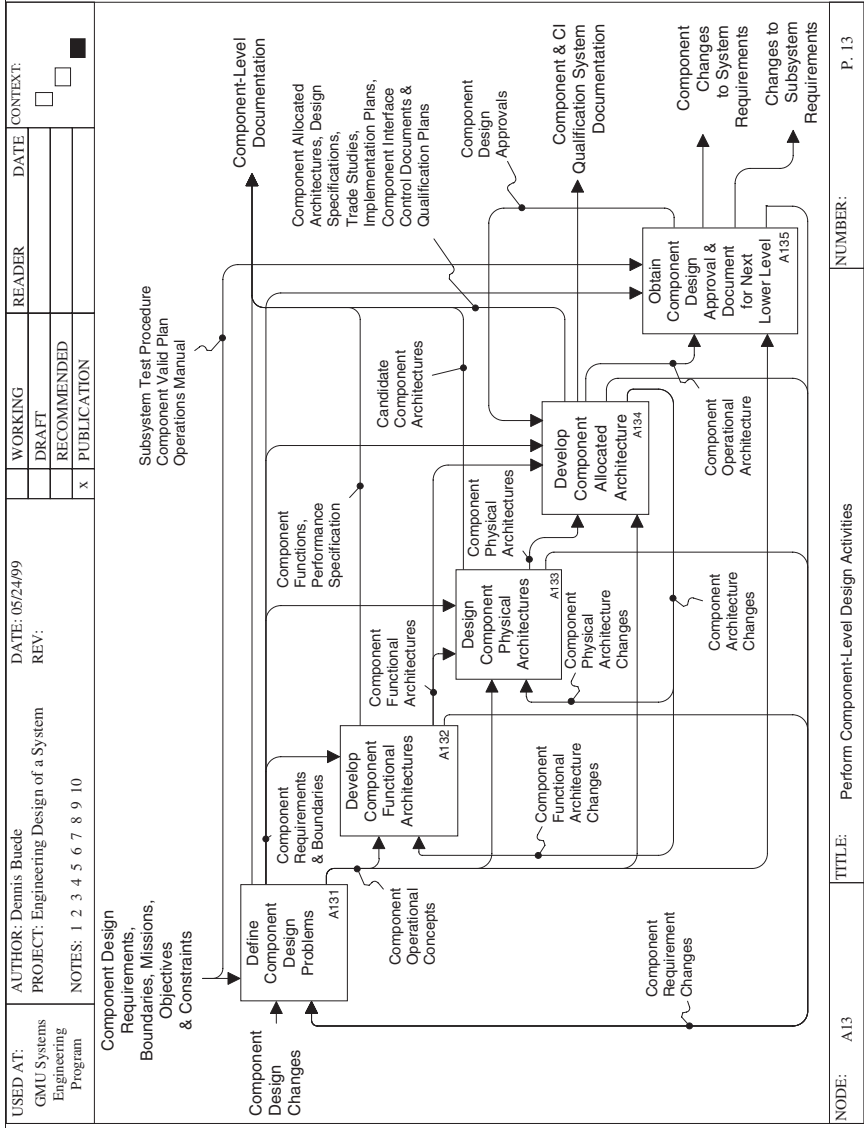 USED AT:
GMU Systems
Engineering
Program
AUTHOR: Dennis Buede
PROJECT: Engineering Design of a System
NOTES: 1 2 3 4 5 6 7 8 9 10
DATE: 05/24/99
REV:
WORKING
DRAFT
RECOMMENDED
x PUBLICATION
READER
DATE
CONTEXT:
Component Design
Requirements,
Boundaries, Missions,
Objectives
& Constraints
Subsystem Test Procedure
Component Valid Plan
Operations Manual
Component-Level
Documentation
Component
Design
Changes
Define
Component
Design
Problems
A131
Component
Requirements
& Boundaries
Component
Functions,
Performance
Specification
Candidate
Component
Architectures
Component Allocated
Architectures, Design
Specifications,
Trade Studies,
Implementation Plans,
Component Interface
Control Documents &
Qualification Plans
Component
Operational
Concepts
Develop
Component
Functional
Architectures
A132
Component
Functional
Architectures
Design
Component
Physical
Architectures
A133
Component
Physical
Architectures
Develop
Component
Allocated
Architecture
A134
Component
Design
Approvals
Component & CI
Qualification System
Documentation
Component
Functional
Architecture
Changes
Component
Physical
Architecture
Changes
Component
Operational
Architecture
Obtain
Component
Design
Approval &
Document
for Next
Lower Level
A135
Component
Changes
to System
Requirements
Changes to
Subsystem
Requirements
Component
Requirement
Changes
Component
Architecture
Changes
NODE:
A13
TITLE:
Perform Component-Level Design Activities
NUMBER:
P. 13